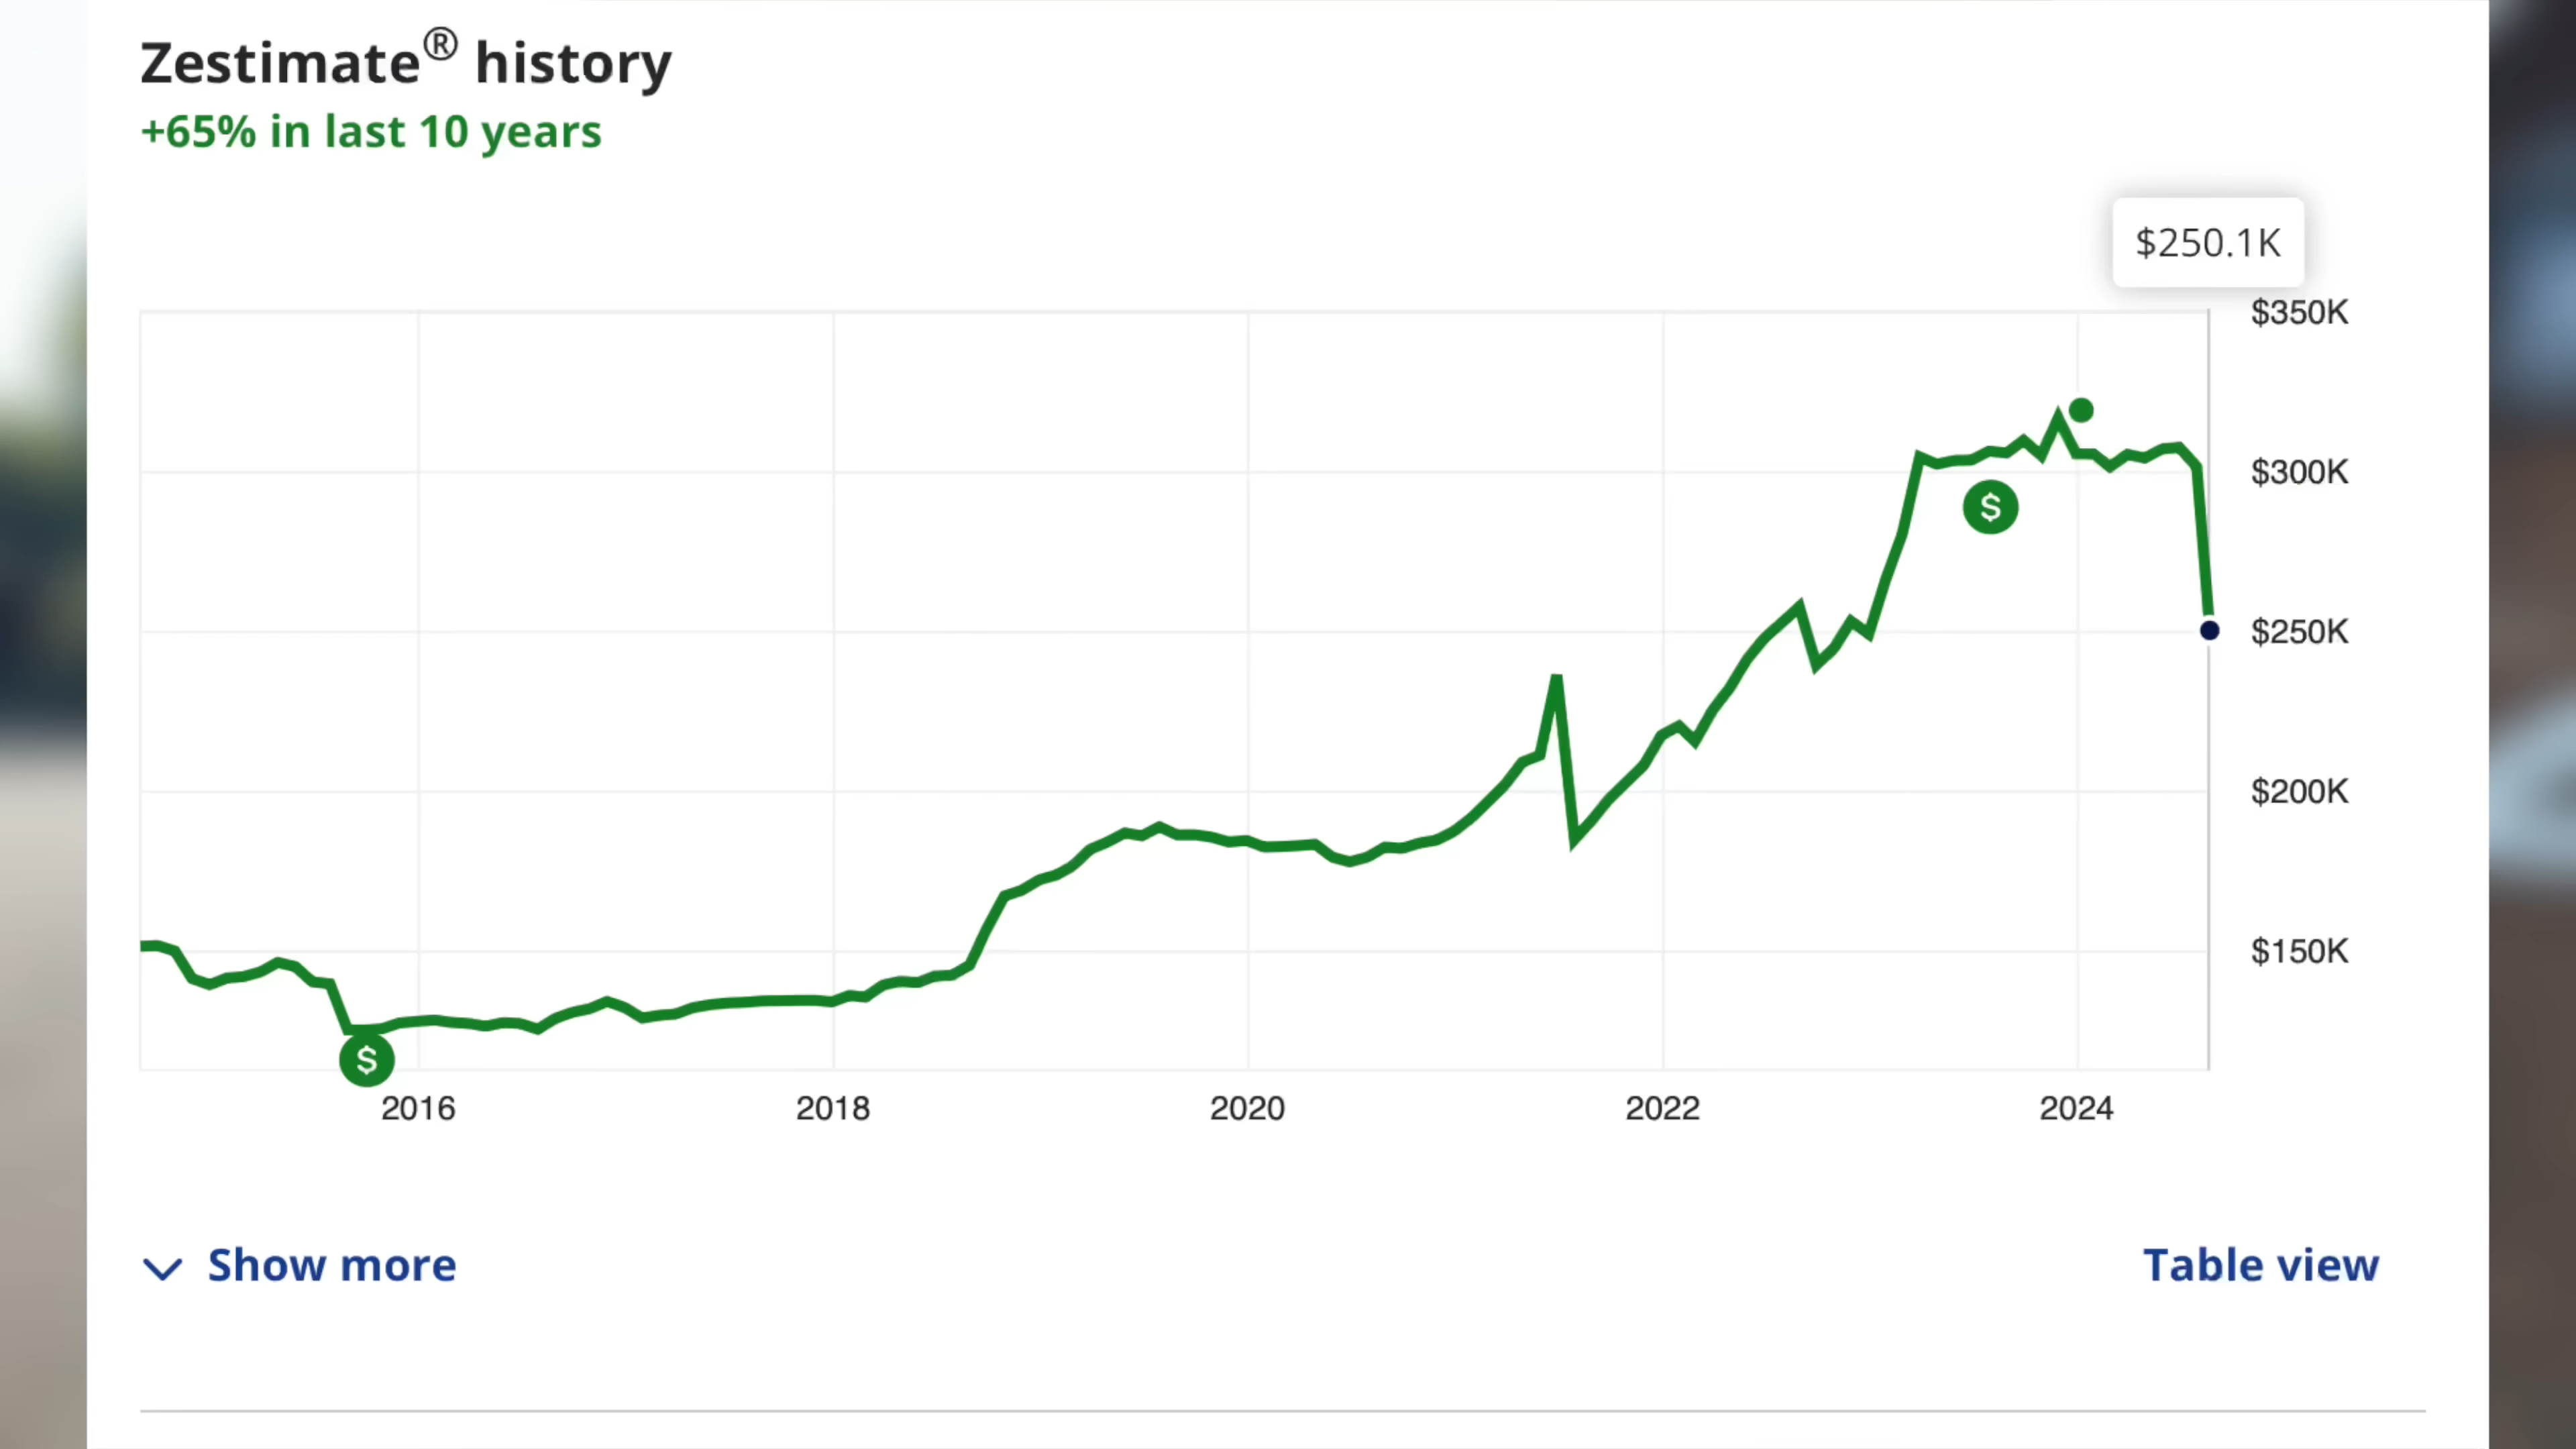 Zestimate® history
+65% in last 10 years
$250.1K
$350K
$300K
$
$250K
$200K
$150K
$
2016 2018 2020 2022 2024
Show more Table view